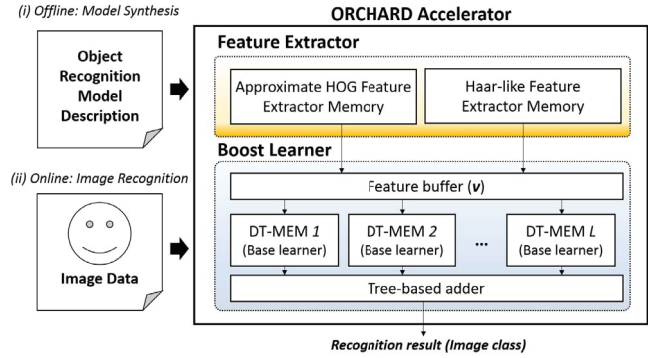 (i) Offline: Model Synthesis
Object
Recognition
Model
Description
(ii) Online: Image Recognition
Image Data
ORCHARD Accelerator
Feature Extractor
Approximate HOG Feature
Extractor Memory
Haar-like Feature
Extractor Memory
Boost Learner
Feature buffer (v)
DT-MEM 1
(Base learner)
DT-MEM 2
(Base learner)
...
DT-MEM L
(Base learner)
Tree-based adder
Recognition result (Image class)